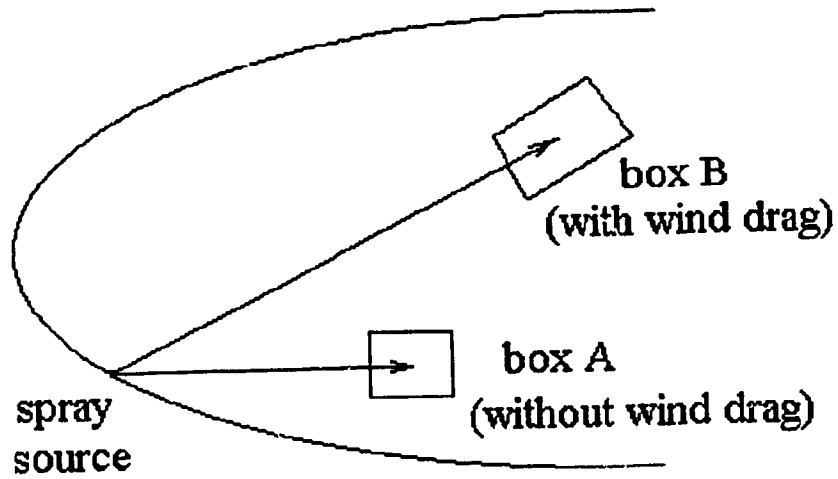 box B
(with wind drag)
box A
(without wind drag)
spray
source